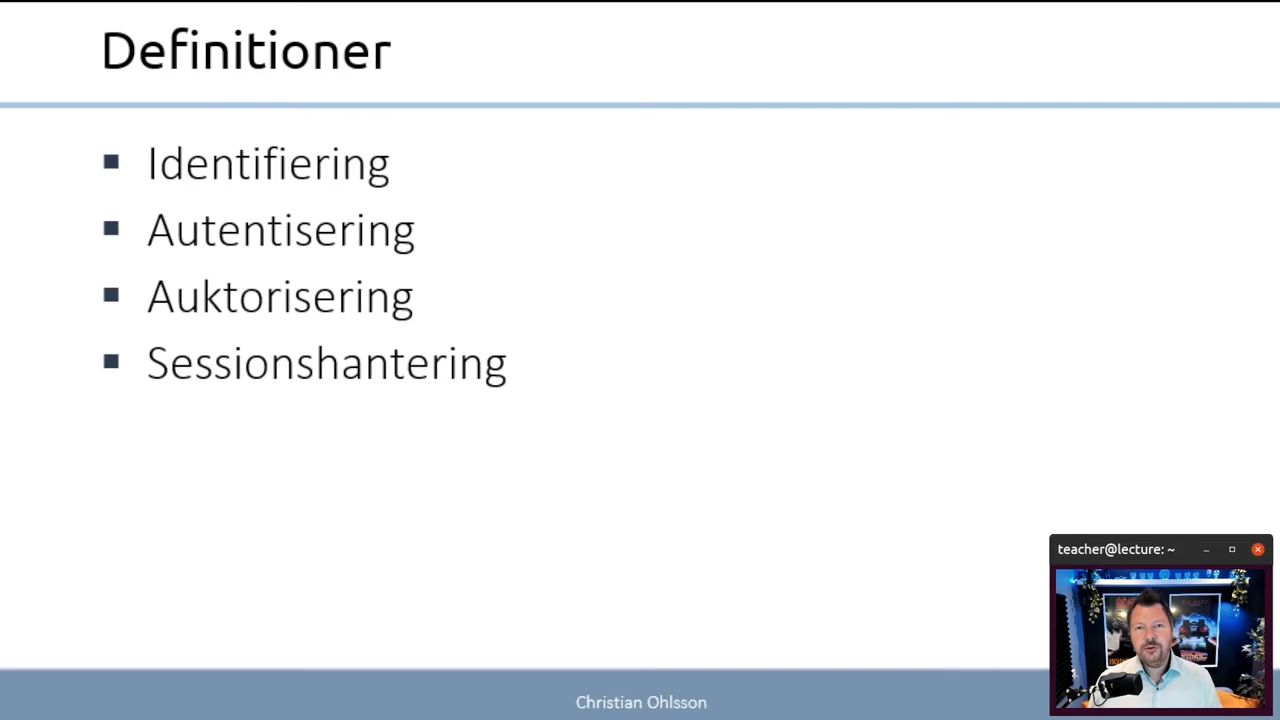 Definitioner
Identifiering
Autentisering
Auktorisering
Sessionshantering
teacher@lecture: ~
Christian Ohlsson